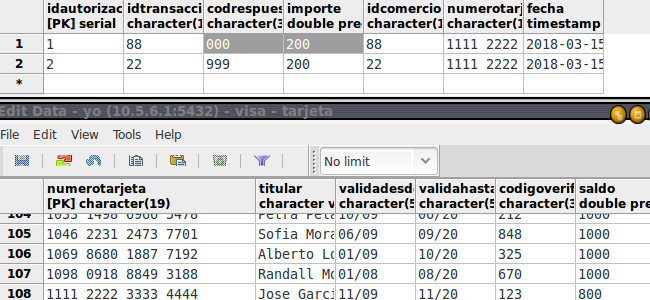 idautorizac idtransacci codrespues importe idcomercio numerotarj fecha
[PK] serial character(1 character(3 double pre character(1 character(1 timestamp
1 1 88 000 200 88 1111 2222 2018-03-15
2 2 22 999 200 22 1111 2222 2018-03-15
*
Edit Data - yo (10.5.6.1:5432) - visa - tarjeta
File Edit View Tools Help
No limit
numerotarjeta titular validadesd validahasta codigoverif saldo
[PK] character(19) character v character(5 character(5 character(3 double pre
104 1033 1498 6968 5478 Petra Pela 10/09 06/20 212 1000
105 1046 2231 2473 7701 Sofia Mora 06/09 09/20 848 1000
106 1069 8680 1887 7192 Alberto Lo 01/09 10/20 325 1000
107 1098 0918 8849 3188 Randall Mo 01/08 08/20 670 1000
108 1111 2222 3333 4444 Jose Garci 11/09 11/20 123 800